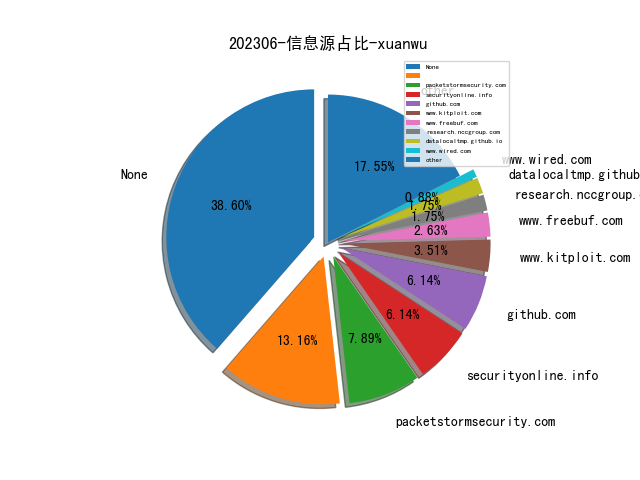 202306-信息源占比-xuanwu
None
packetstormsecurity.com
securityonline.info
github.com
www.kitploit.com
www.freebuf.com
research.nccgroup.com
datalocaltmp.github.io
www.wired.com
other
other
17.55%
www.wired.com
datalocaltmp.github
None
0.88%
1.75%
research.nccgroup.
38.60%
1.75%
www.freebuf.com
2.63%
3.51%
www.kitploit.com
6.14%
github.com
6.14%
13.16%
7.89%
securityonline.info
packetstormsecurity.com